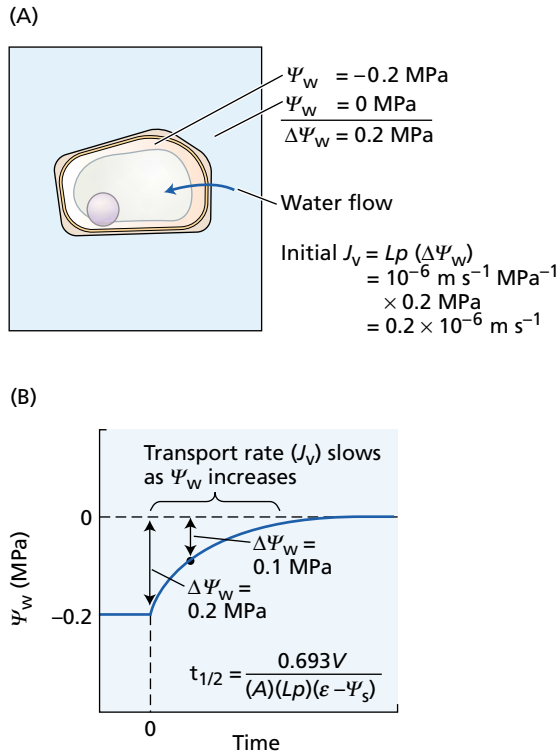 (A)
Ψw = −0.2 MPa
Ψw = 0 MPa
ΔΨw = 0.2 MPa
Water flow
Initial Jv = Lp (ΔΨw)
= 10⁻⁶ m s⁻¹ MPa⁻¹
× 0.2 MPa
= 0.2 × 10⁻⁶ m s⁻¹
(B)
Transport rate (Jv) slows
as Ψw increases
0
ΔΨw =
0.1 MPa
ΔΨw =
0.2 MPa
Ψw (MPa)
−0.2
t1/2 = 0.693V / (A)(Lp)(ε −Ψs)
0
Time